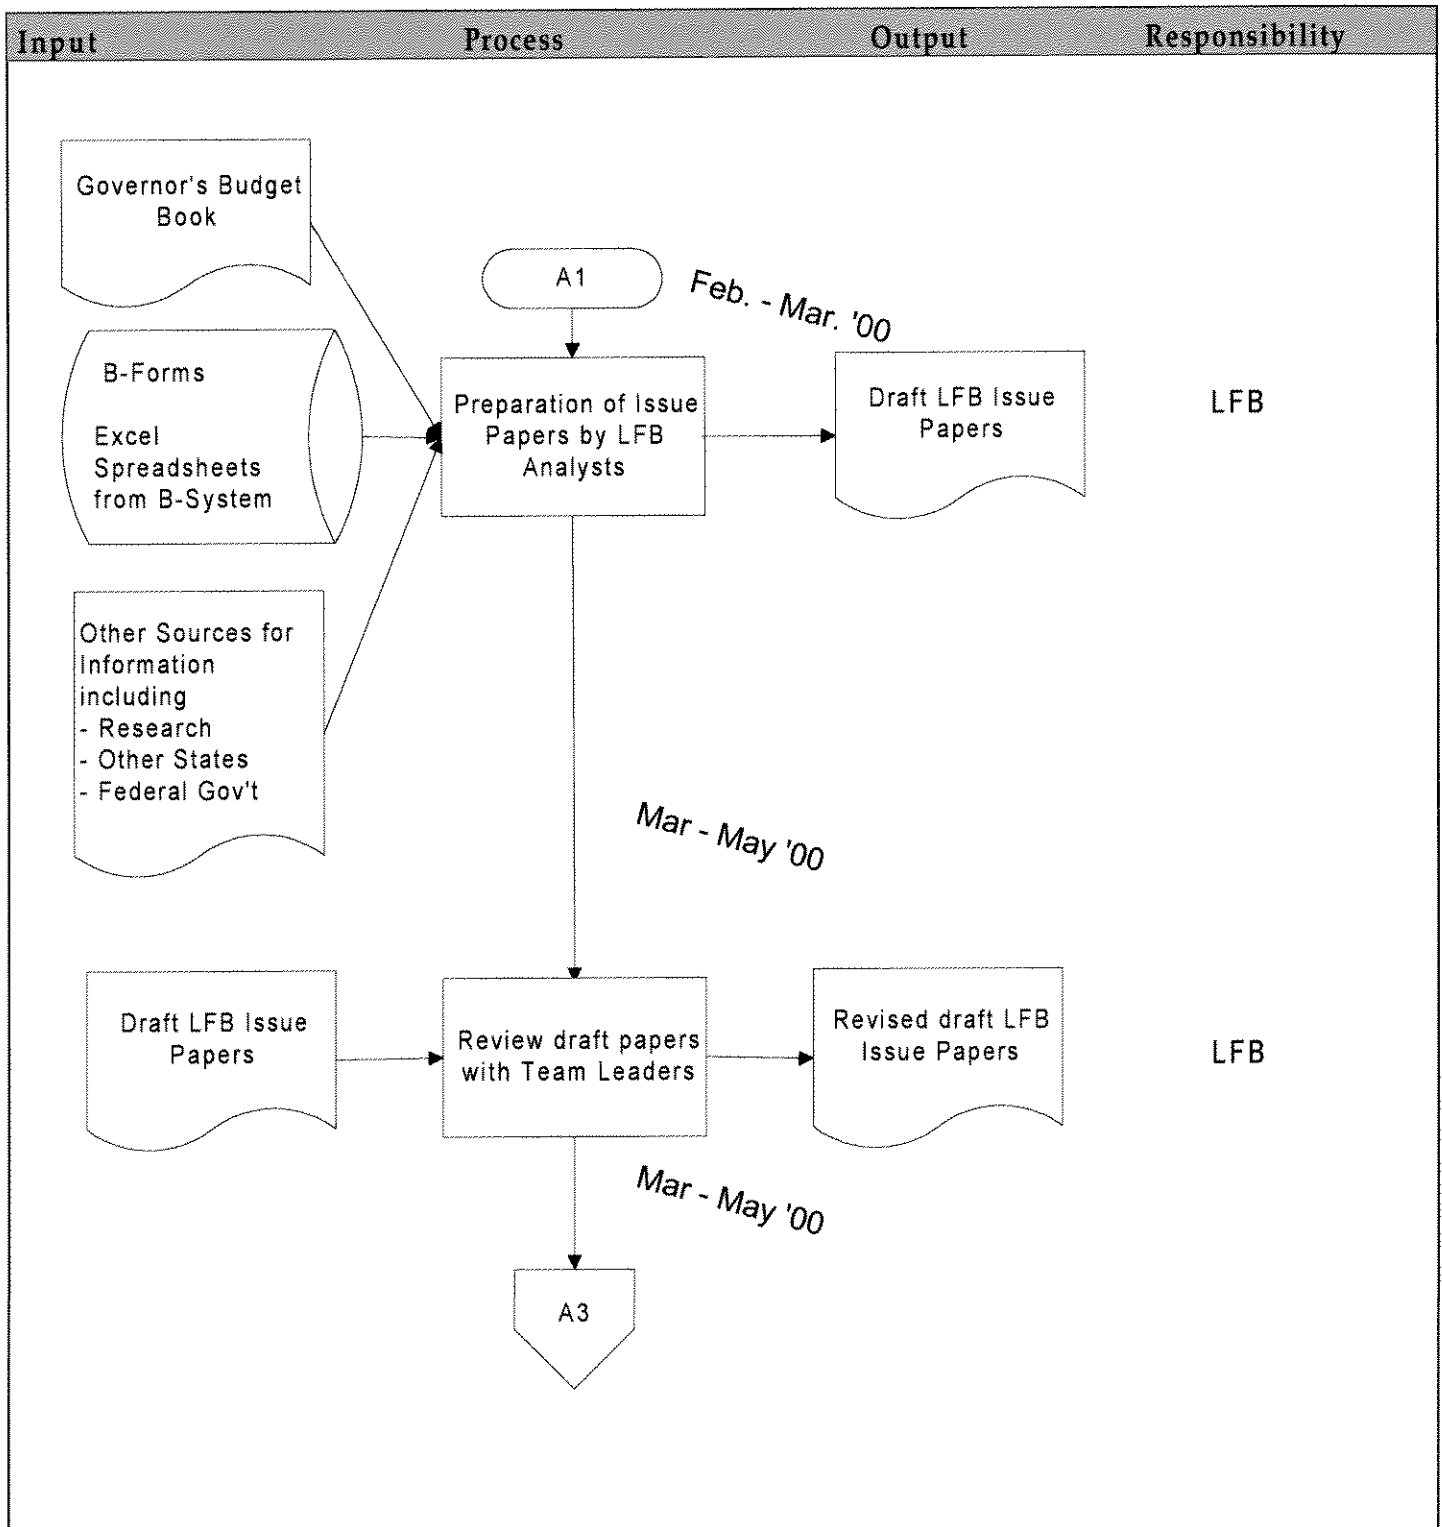 Input Process Output Responsibility
Governor's Budget
Book
A1
Feb. - Mar. '00
B-Forms
Excel
Spreadsheets
from B-System
Preparation of Issue
Papers by LFB
Analysts
Draft LFB Issue
Papers
LFB
Other Sources for
Information
including
- Research
- Other States
- Federal Gov't
Mar - May '00
Draft LFB Issue
Papers
Review draft papers
with Team Leaders
Revised draft LFB
Issue Papers
LFB
Mar - May '00
A3